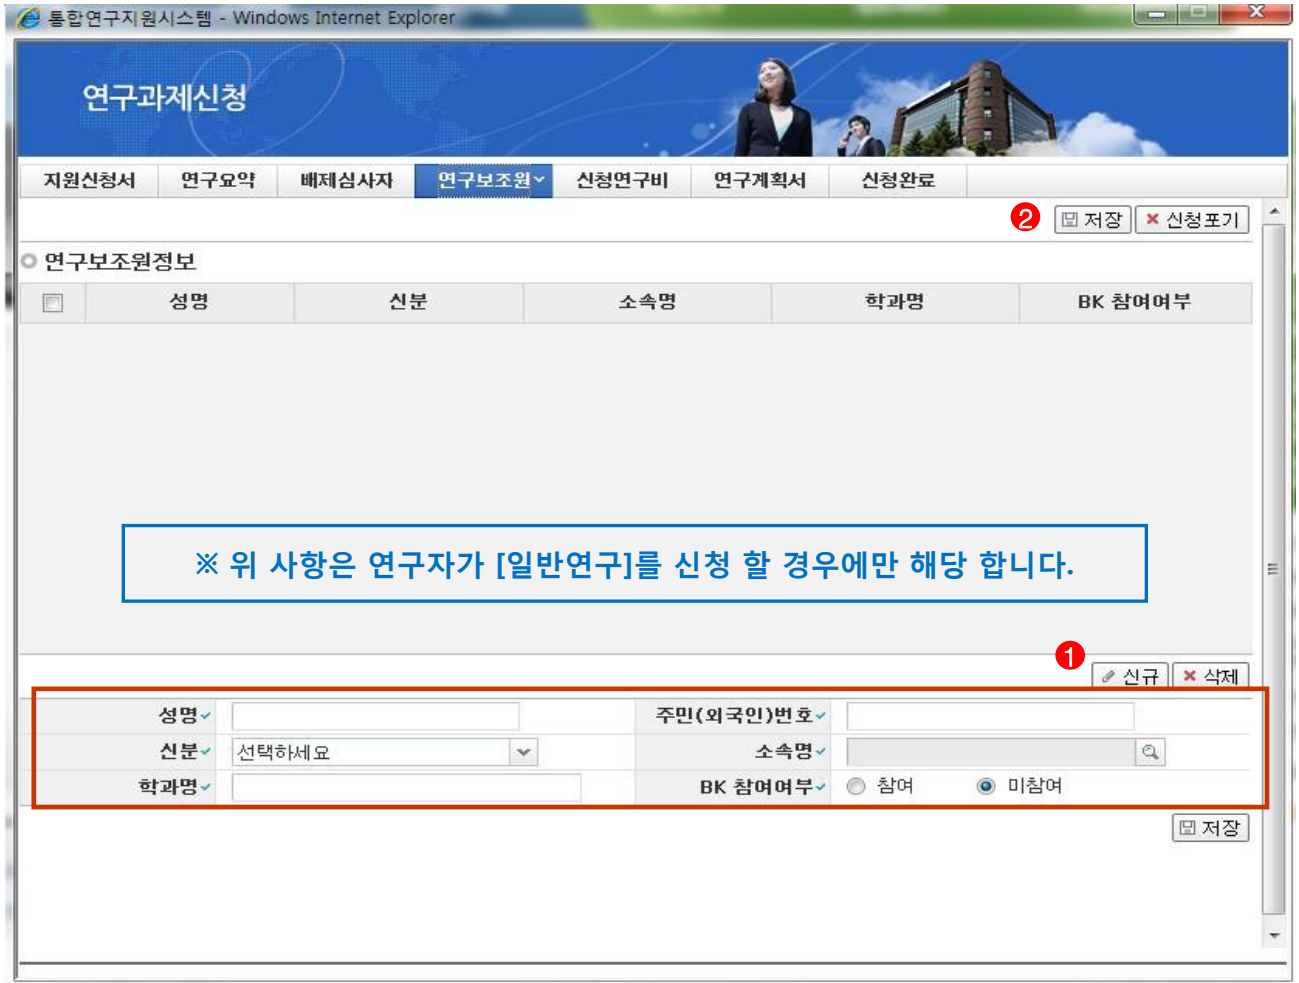 통합연구지원시스템 - Windows Internet Explorer
연구과제신청
지원신청서 연구요약 배제심사자 연구보조원 신청연구비 연구계획서 신청완료
2 저장 신청포기
연구보조원정보
성명 신분 소속명 학과명 BK 참여여부
※ 위 사항은 연구자가 [일반연구]를 신청 할 경우에만 해당 합니다.
1 신규 삭제
성명 주민(외국인)번호
신분 선택하세요 소속명
학과명 BK 참여여부 참여 미참여
저장